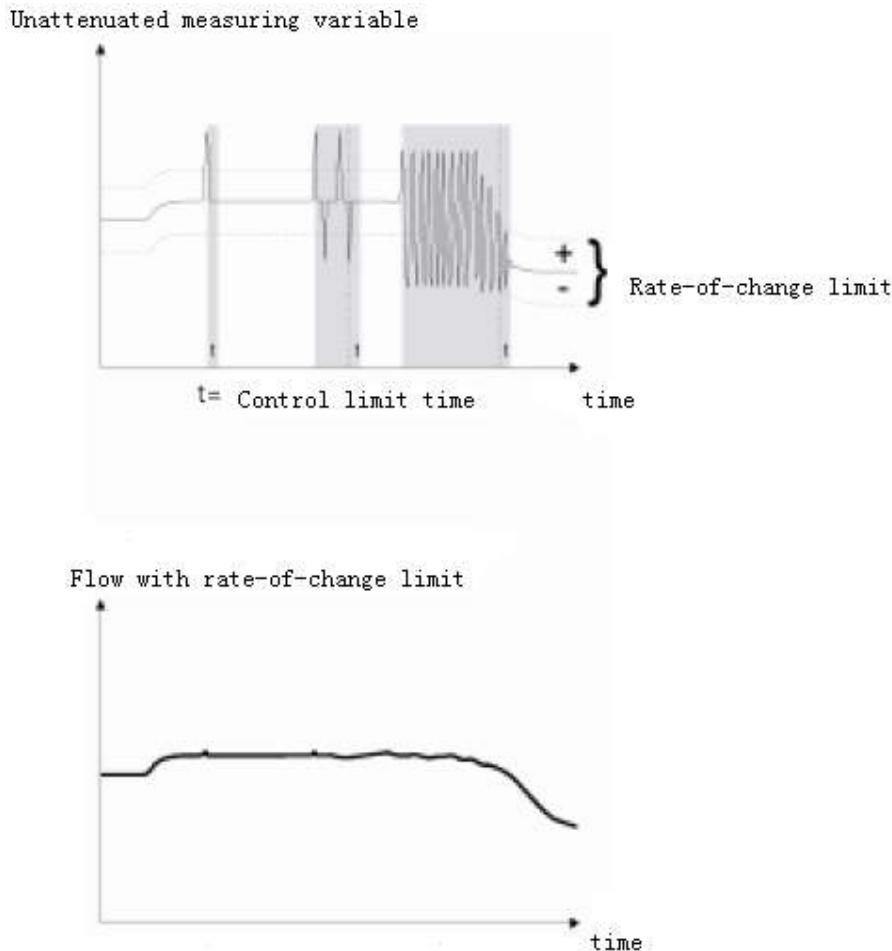 Unattenuated measuring variable
+
-
Rate-of-change limit
t t t
t= Control limit time
time
Flow with rate-of-change limit
time